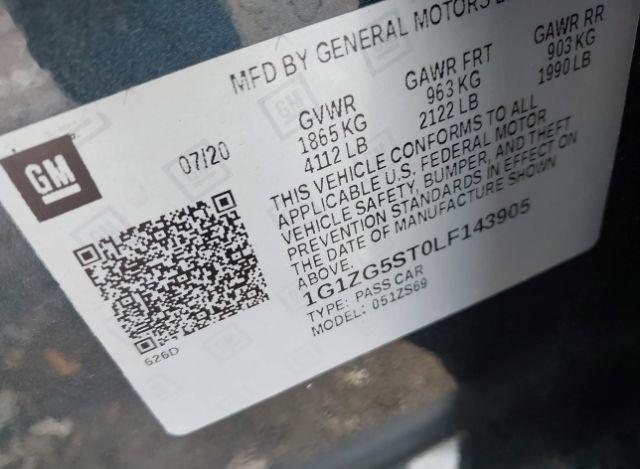 MFD BY GENERAL MOTORS
GM
07/20
GVWR
1865 KG
4112 LB
GAWR FRT
963 KG
2122 LB
GAWR RR
903 KG
1990 LB
THIS VEHICLE CONFORMS TO ALL
APPLICABLE U.S. FEDERAL MOTOR
VEHICLE SAFETY, BUMPER, AND THEFT
PREVENTION STANDARDS IN EFFECT ON
THE DATE OF MANUFACTURE SHOWN
ABOVE.
1G1ZG5ST0LF143905
TYPE: PASS CAR
MODEL: 051ZS69
626D